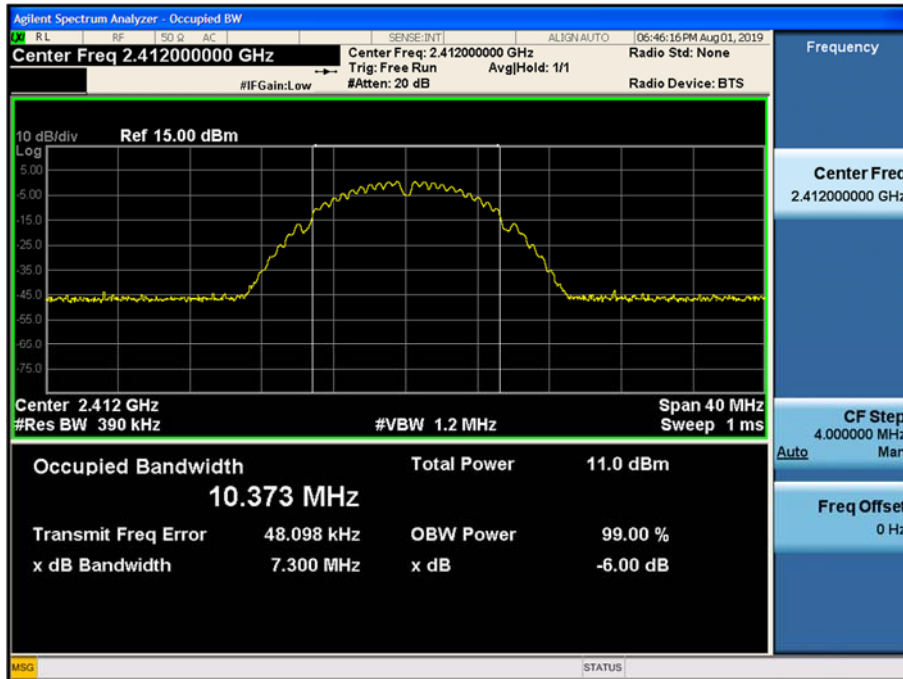 Agilent Spectrum Analyzer - Occupied BW
LXI RL RF 50 Ω AC SENSE:INT ALIGN AUTO 06:46:16 PM Aug 01, 2019
Center Freq 2.412000000 GHz
Center Freq: 2.412000000 GHz Radio Std: None
Trig: Free Run Avg|Hold: 1/1
#IFGain:Low #Atten: 20 dB Radio Device: BTS
10 dB/div Ref 15.00 dBm
Log
5.00
-5.00
-15.0
-25.0
-35.0
-45.0
-55.0
-65.0
-75.0
Center 2.412 GHz Span 40 MHz
#Res BW 390 kHz #VBW 1.2 MHz Sweep 1 ms
Occupied Bandwidth Total Power 11.0 dBm
10.373 MHz
Transmit Freq Error 48.098 kHz OBW Power 99.00 %
x dB Bandwidth 7.300 MHz x dB -6.00 dB
Frequency
Center Freq
2.412000000 GHz
CF Step
4.000000 MHz
Auto Man
Freq Offset
0 Hz
MSG STATUS